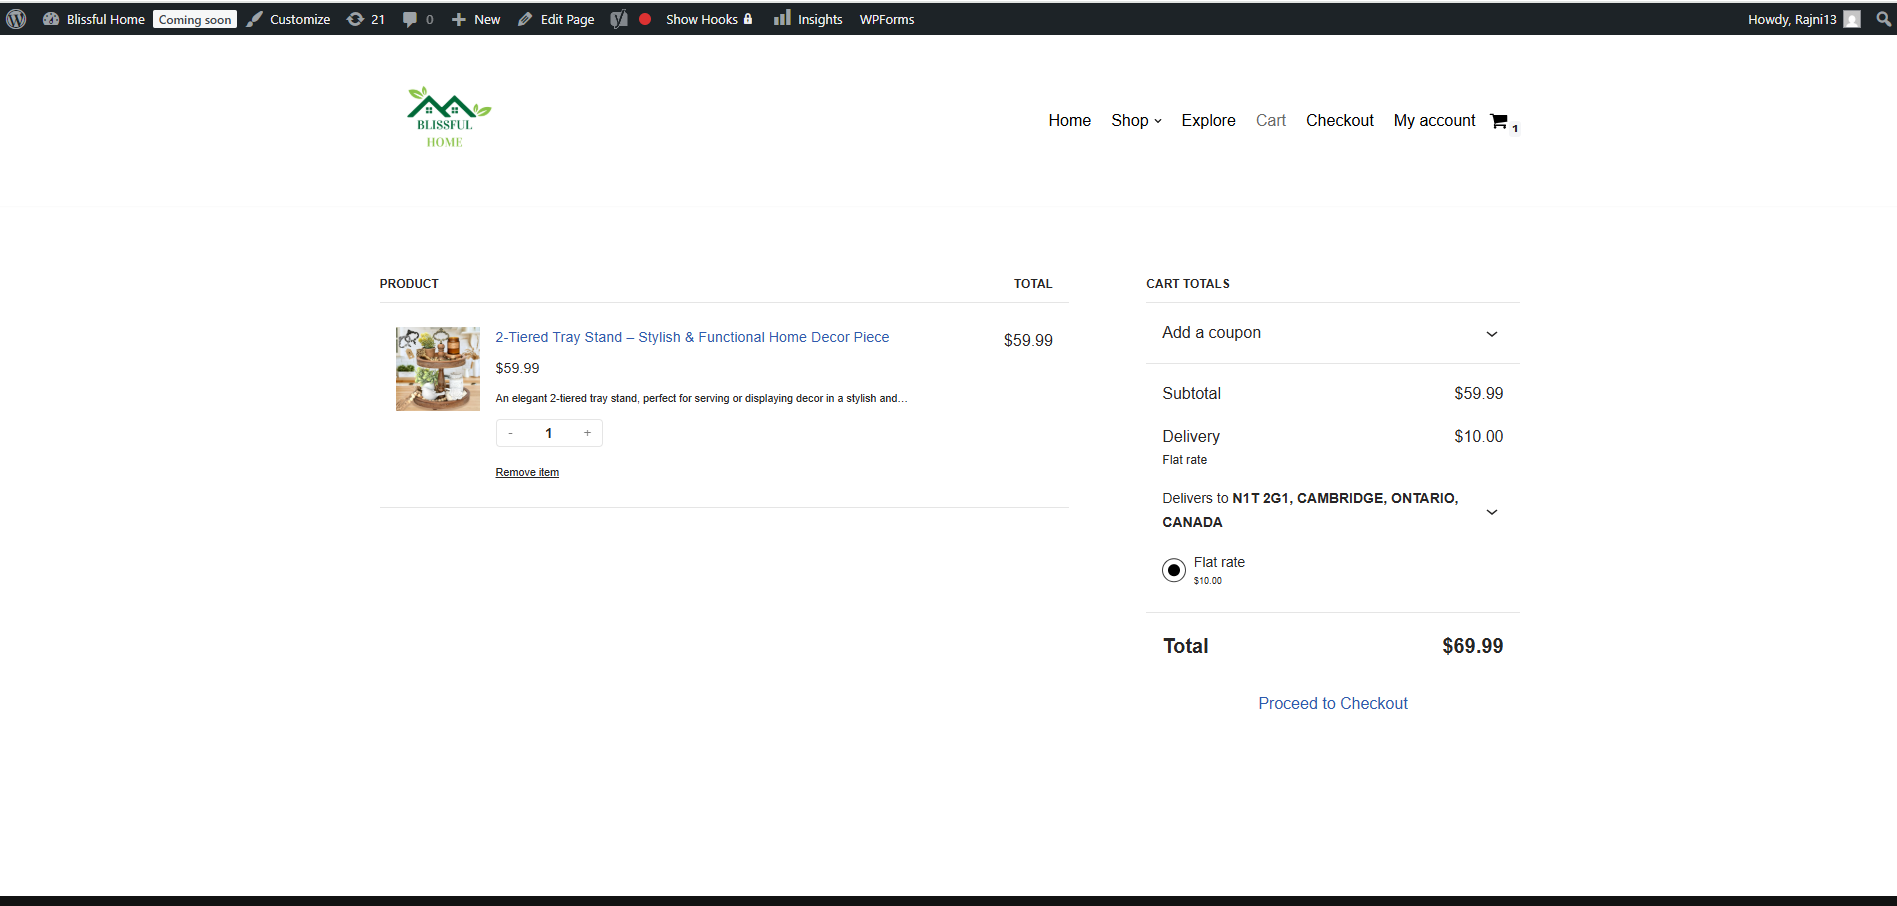 Blissful Home Coming soon Customize 21 0 New Edit Page Show Hooks Insights WPForms Howdy, Rajni13
BLISSFUL
HOME
Home Shop Explore Cart Checkout My account 1
PRODUCT TOTAL
2-Tiered Tray Stand – Stylish & Functional Home Decor Piece $59.99
$59.99
An elegant 2-tiered tray stand, perfect for serving or displaying decor in a stylish and…
- 1 +
Remove item
CART TOTALS
Add a coupon
Subtotal $59.99
Delivery $10.00
Flat rate
Delivers to N1T 2G1, CAMBRIDGE, ONTARIO,
CANADA
Flat rate
$10.00
Total $69.99
Proceed to Checkout